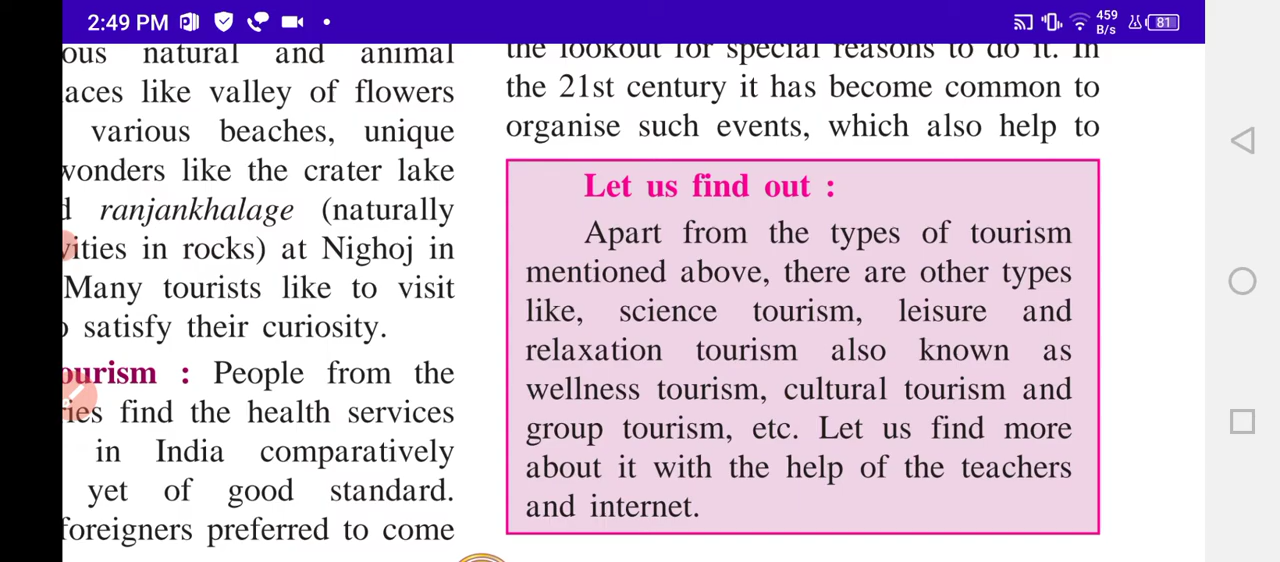 2:49 PM
459
B/s
81
ous natural and animal
aces like valley of flowers
various beaches, unique
wonders like the crater lake
ranjankhalage (naturally
vities in rocks) at Nighoj in
Many tourists like to visit
satisfy their curiosity.
ourism : People from the
ries find the health services
in India comparatively
yet of good standard.
foreigners preferred to come
the lookout for special reasons to do it. In
the 21st century it has become common to
organise such events, which also help to
Let us find out :
Apart from the types of tourism
mentioned above, there are other types
like, science tourism, leisure and
relaxation tourism also known as
wellness tourism, cultural tourism and
group tourism, etc. Let us find more
about it with the help of the teachers
and internet.